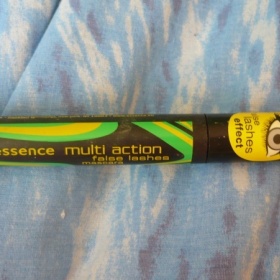 essence multi action
false lashes
mascara
lashes
effect